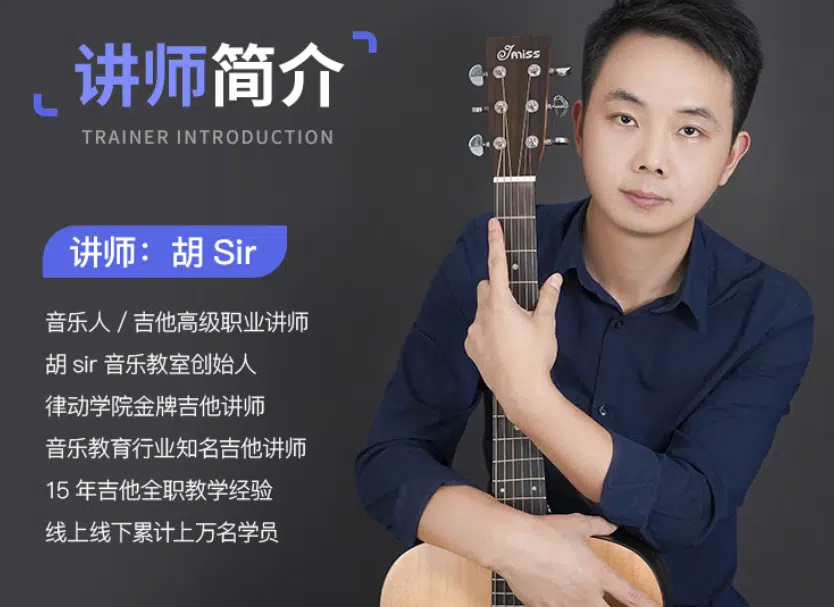 讲师简介
TRAINER INTRODUCTION
Jmiss
讲师：胡 Sir
音乐人 / 吉他高级职业讲师
胡 sir 音乐教室创始人
律动学院金牌吉他讲师
音乐教育行业知名吉他讲师
15 年吉他全职教学经验
线上线下累计上万名学员